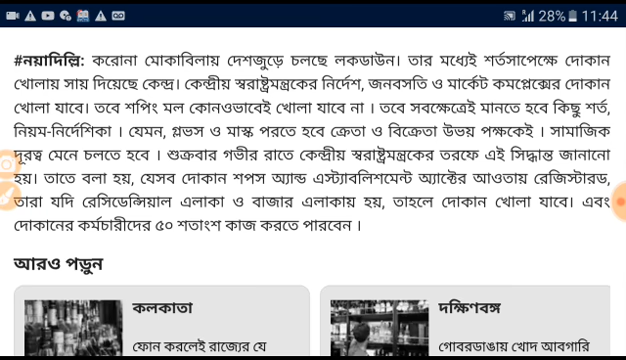 28% 11:44
#নয়াদিল্লি: করোনা মোকাবিলায় দেশজুড়ে চলছে লকডাউন। তার মধ্যেই শর্তসাপেক্ষে দোকান
খোলায় সায় দিয়েছে কেন্দ্র। কেন্দ্রীয় স্বরাষ্ট্রমন্ত্রকের নির্দেশ, জনবসতি ও মার্কেট কমপ্লেক্সের দোকান
খোলা যাবে। তবে শপিং মল কোনওভাবেই খোলা যাবে না । তবে সবক্ষেত্রেই মানতে হবে কিছু শর্ত,
নিয়ম-নির্দেশিকা । যেমন, গ্লভস ও মাস্ক পরতে হবে ক্রেতা ও বিক্রেতা উভয় পক্ষকেই । সামাজিক
দূরত্ব মেনে চলতে হবে । শুক্রবার গভীর রাতে কেন্দ্রীয় স্বরাষ্ট্রমন্ত্রকের তরফে এই সিদ্ধান্ত জানানো
হয়। তাতে বলা হয়, যেসব দোকান শপস অ্যান্ড এস্ট্যাবলিশমেন্ট অ্যাক্টের আওতায় রেজিস্টারড,
তারা যদি রেসিডেন্সিয়াল এলাকা ও বাজার এলাকায় হয়, তাহলে দোকান খোলা যাবে। এবং
দোকানের কর্মচারীদের ৫০ শতাংশ কাজ করতে পারবেন ।
আরও পড়ুন
কলকাতা
ফোন করলেই রাজ্যের যে
দক্ষিণবঙ্গ
গোবরডাঙায় খোদ আবগারি